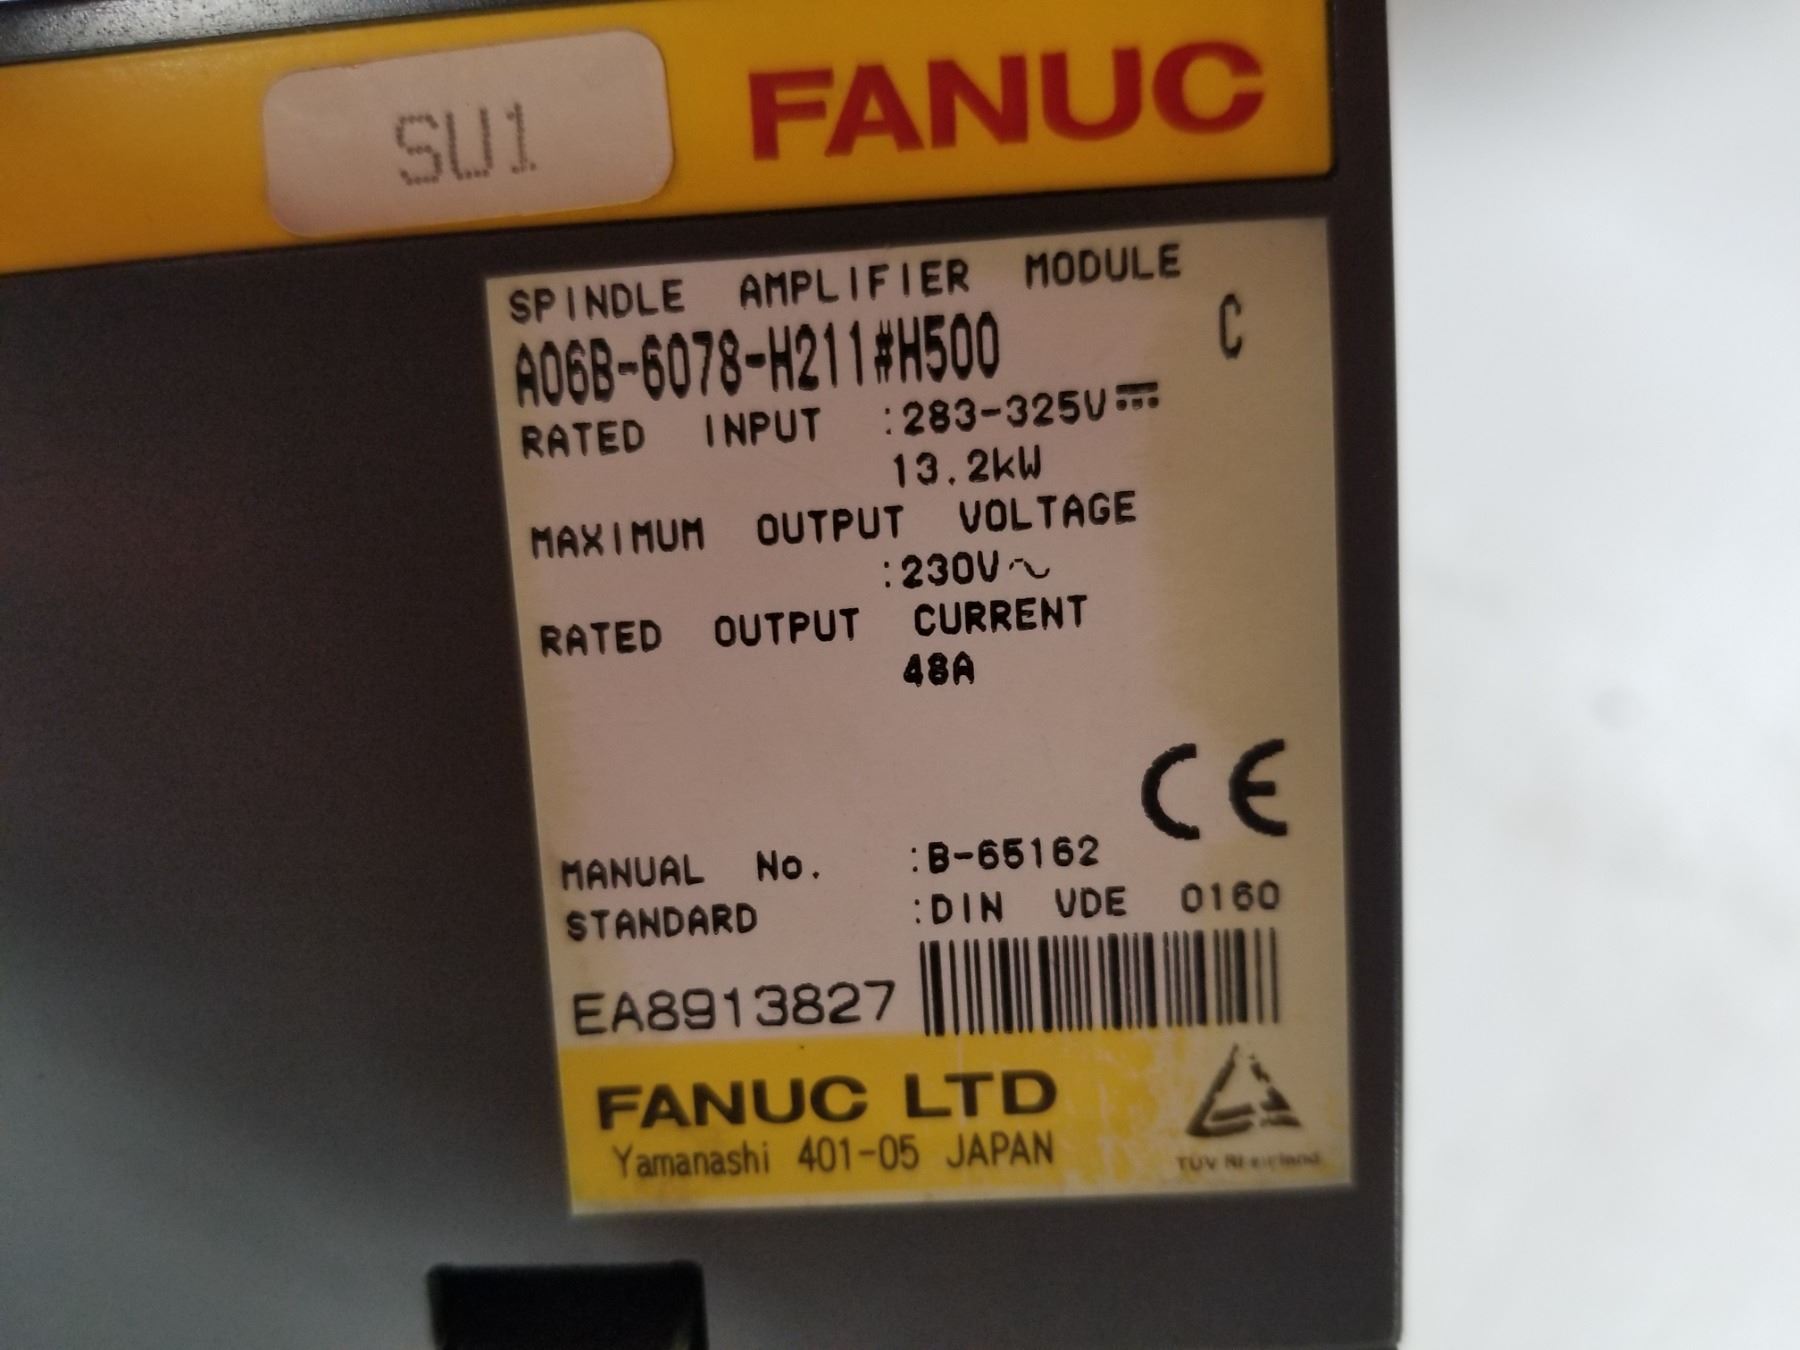 SU1
FANUC
SPINDLE AMPLIFIER MODULE
A06B-6078-H211#H500 C
RATED INPUT :283-325V⎓
13.2kW
MAXIMUM OUTPUT VOLTAGE
:230V~
RATED OUTPUT CURRENT
48A
CE
MANUAL No. :B-65162
STANDARD :DIN VDE 0160
EA8913827
FANUC LTD
Yamanashi 401-05 JAPAN
TÜV Rheinland